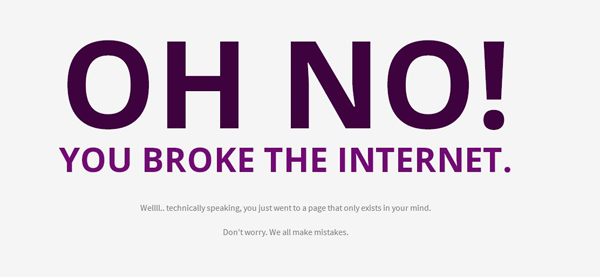 OH NO!
YOU BROKE THE INTERNET.
Wellll.. technically speaking, you just went to a page that only exists in your mind.
Don't worry. We all make mistakes.